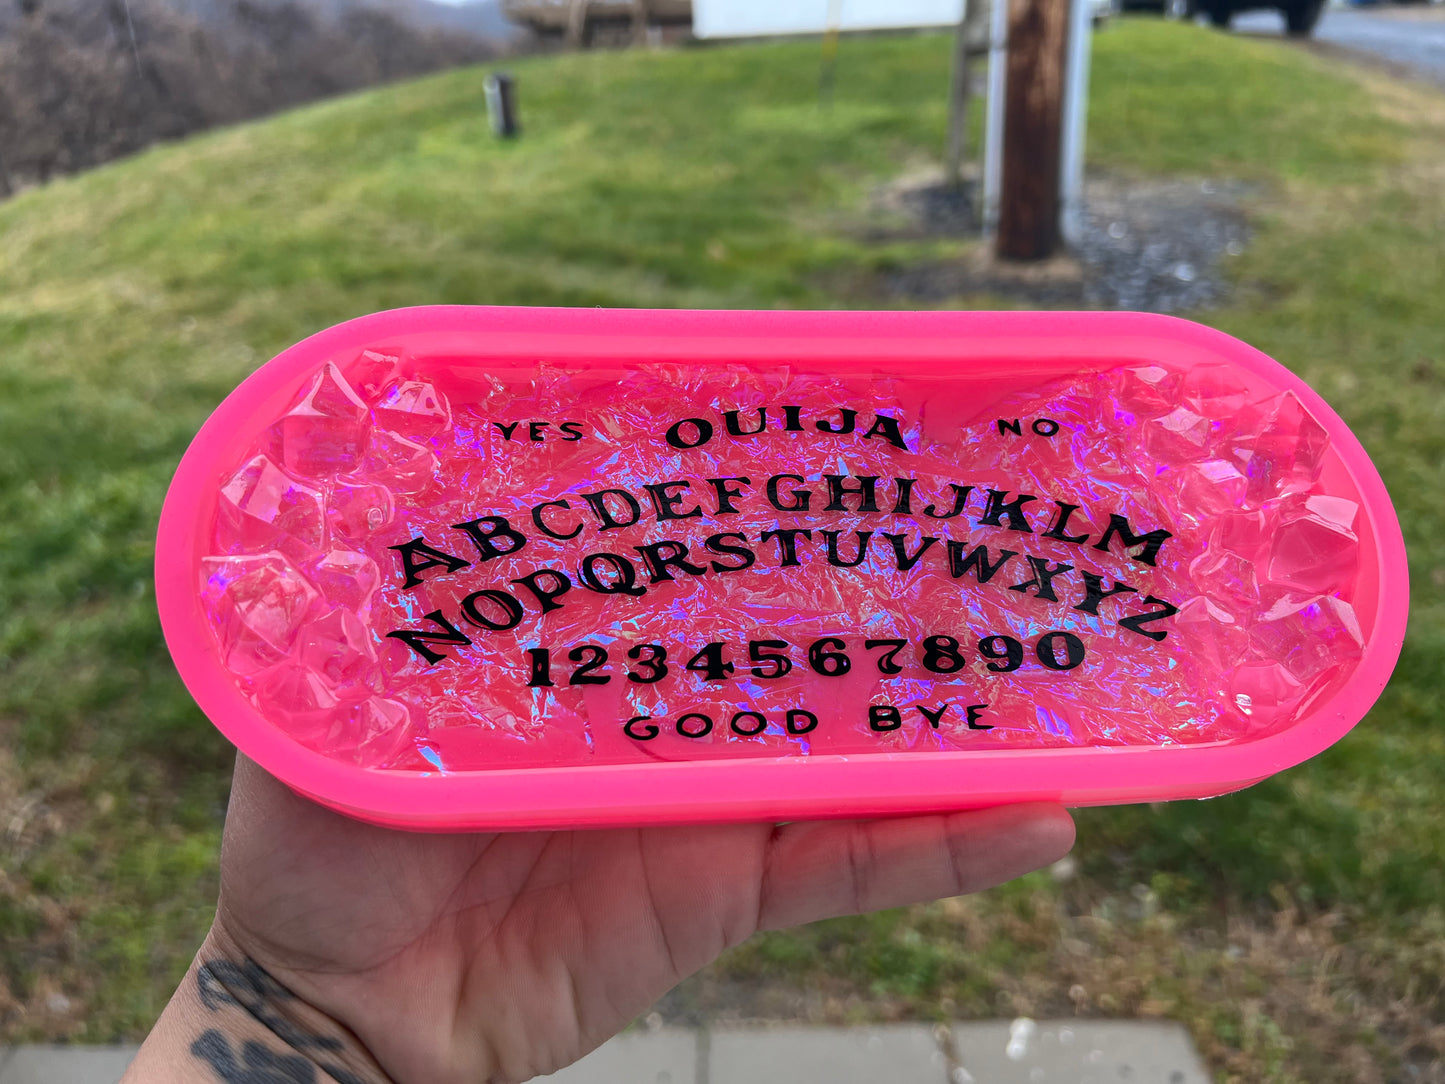 YES OUIJA NO
ABCDEFGHIJKLM
NOPQRSTUVWXYZ
1234567890
GOOD BYE